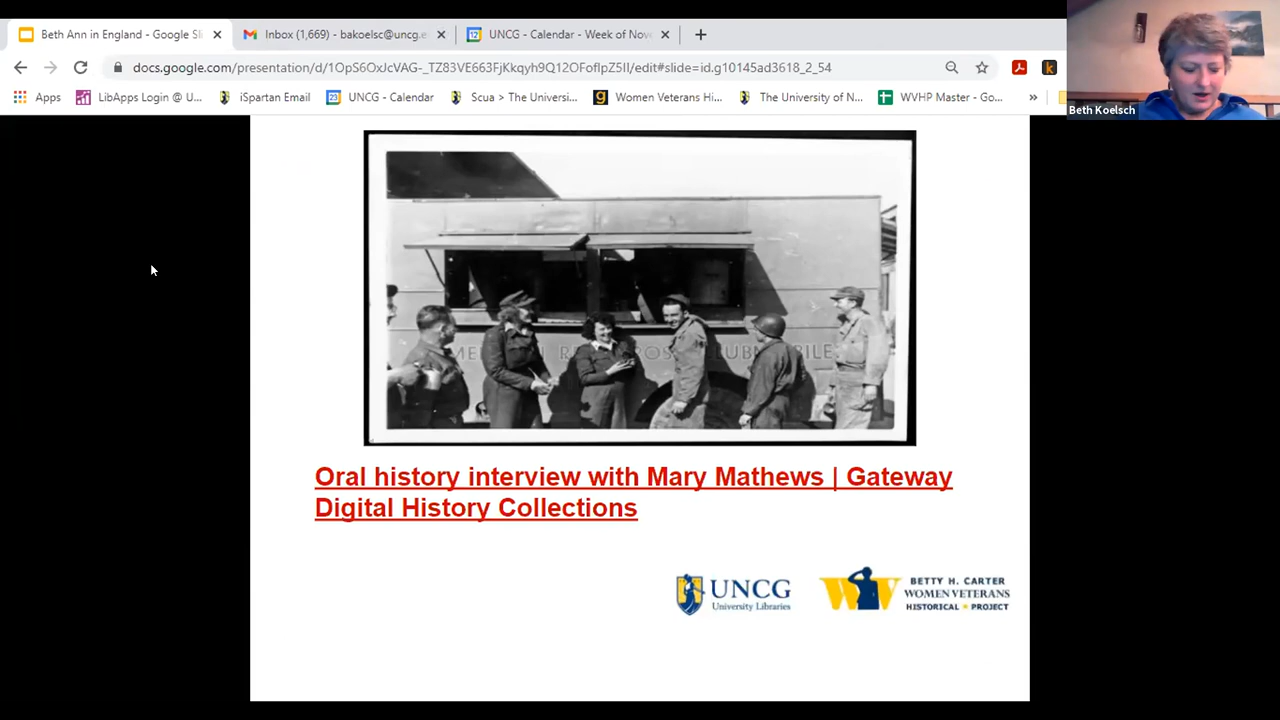 Beth Ann in England - Google Sli
Inbox (1,669) - bakoelsc@uncg.e
UNCG - Calendar - Week of Nov
docs.google.com/presentation/d/1OpS6OxJcVAG-_TZ83VE663FjKkqyh9Q12OFoflpZ5II/edit#slide=id.g10145ad3618_2_54
Apps
LibApps Login @ U...
iSpartan Email
UNCG - Calendar
Scua > The Universi...
Women Veterans Hi...
The University of N...
WVHP Master - Go...
Beth Koelsch
Oral history interview with Mary Mathews | Gateway
Digital History Collections
UNCG
University Libraries
BETTY H. CARTER
WOMEN VETERANS
HISTORICAL ★ PROJECT